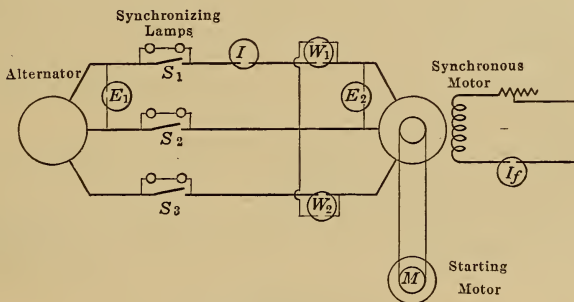 Synchronizing
Lamps
Alternator
S1
I
W1
Synchronous
Motor
E1
E2
S2
If
S3
W2
M
Starting
Motor